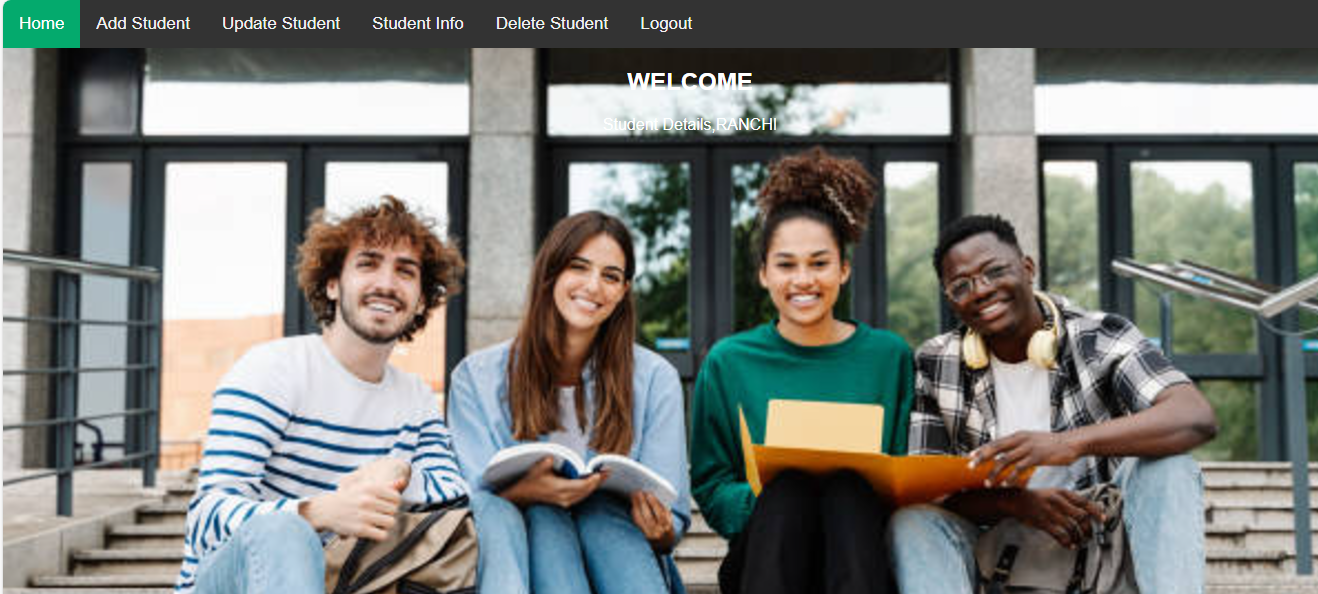 Home Add Student Update Student Student Info Delete Student Logout
WELCOME
Student Details,RANCHI